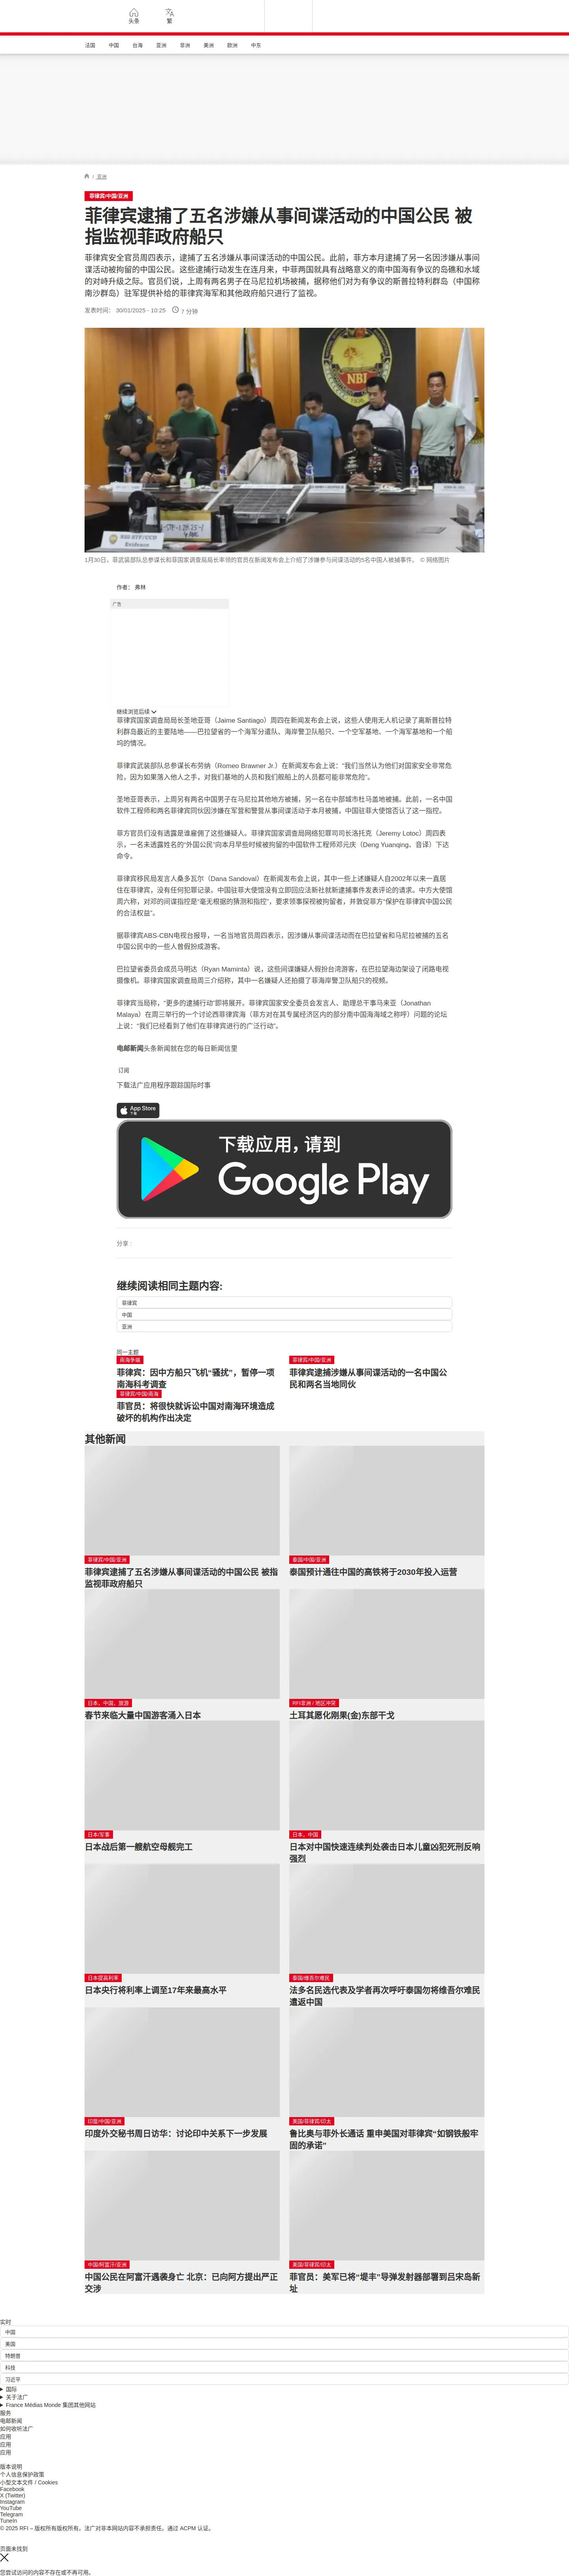 头条
繁
法国 中国 台海 亚洲 非洲 美洲 欧洲 中东
/ 亚洲
菲律宾/中国/亚洲
菲律宾逮捕了五名涉嫌从事间谍活动的中国公民 被
指监视菲政府船只
菲律宾安全官员周四表示，逮捕了五名涉嫌从事间谍活动的中国公民。此前，菲方本月逮捕了另一名因涉嫌从事间
谍活动被拘留的中国公民。这些逮捕行动发生在连月来，中菲两国就具有战略意义的南中国海有争议的岛礁和水域
的对峙升级之际。官员们说，上周有两名男子在马尼拉机场被捕，据称他们对为有争议的斯普拉特利群岛（中国称
南沙群岛）驻军提供补给的菲律宾海军和其他政府船只进行了监视。
发表时间： 30/01/2025 - 10:25 7 分钟
NBI
Evidence
1月30日，菲武装部队总参谋长和菲国家调查局局长率领的官员在新闻发布会上介绍了涉嫌参与间谍活动的5名中国人被捕事件。 © 网络图片
作者： 弗林
广告
继续浏览后续
菲律宾国家调查局局长圣地亚哥（Jaime Santiago）周四在新闻发布会上说，这些人使用无人机记录了离斯普拉特
利群岛最近的主要陆地——巴拉望省的一个海军分遣队、海岸警卫队船只、一个空军基地、一个海军基地和一个船
坞的情况。
菲律宾武装部队总参谋长布劳纳（Romeo Brawner Jr.）在新闻发布会上说：“我们当然认为他们对国家安全非常危
险，因为如果落入他人之手，对我们基地的人员和我们舰船上的人员都可能非常危险”。
圣地亚哥表示，上周另有两名中国男子在马尼拉其他地方被捕，另一名在中部城市杜马盖地被捕。此前，一名中国
软件工程师和两名菲律宾同伙因涉嫌在军营和警营从事间谍活动于本月被捕，中国驻菲大使馆否认了这一指控。
菲方官员们没有透露是谁雇佣了这些嫌疑人。菲律宾国家调查局网络犯罪司司长洛托克（Jeremy Lotoc）周四表
示，一名未透露姓名的“外国公民”向本月早些时候被拘留的中国软件工程师邓元庆（Deng Yuanqing、音译）下达
命令。
菲律宾移民局发言人桑多瓦尔（Dana Sandoval）在新闻发布会上说，其中一些上述嫌疑人自2002年以来一直居
住在菲律宾，没有任何犯罪记录。中国驻菲大使馆没有立即回应法新社就新逮捕事件发表评论的请求。中方大使馆
周六称，对邓的间谍指控是“毫无根据的猜测和指控”，要求领事探视被拘留者，并敦促菲方“保护在菲律宾中国公民
的合法权益”。
据菲律宾ABS-CBN电视台报导，一名当地官员周四表示，因涉嫌从事间谍活动而在巴拉望省和马尼拉被捕的五名
中国公民中的一些人曾假扮成游客。
巴拉望省委员会成员马明达（Ryan Maminta）说，这些间谍嫌疑人假扮台湾游客，在巴拉望海边架设了闭路电视
摄像机。菲律宾国家调查局周三介绍称，其中一名嫌疑人还拍摄了菲海岸警卫队船只的视频。
菲律宾当局称，“更多的逮捕行动”即将展开。菲律宾国家安全委员会发言人、助理总干事马来亚（Jonathan
Malaya）在周三举行的一个讨论西菲律宾海（菲方对在其专属经济区内的部分南中国海海域之称呼）问题的论坛
上说：“我们已经看到了他们在菲律宾进行的广泛行动”。
电邮新闻头条新闻就在您的每日新闻信里
订阅
下载法广应用程序跟踪国际时事
App Store
下载
下载应用，请到
Google Play
分享 :
继续阅读相同主题内容:
菲律宾
中国
亚洲
同一主题
南海争端
菲律宾：因中方船只飞机“骚扰”，暂停一项
南海科考调查
菲律宾/中国/亚洲
菲律宾逮捕涉嫌从事间谍活动的一名中国公
民和两名当地同伙
菲律宾/中国/南海
菲官员：将很快就诉讼中国对南海环境造成
破坏的机构作出决定
其他新闻
菲律宾/中国/亚洲
菲律宾逮捕了五名涉嫌从事间谍活动的中国公民 被指
监视菲政府船只
泰国/中国/亚洲
泰国预计通往中国的高铁将于2030年投入运营
日本，中国，旅游
春节来临大量中国游客涌入日本
RFI非洲 / 地区冲突
土耳其愿化刚果(金)东部干戈
日本/军事
日本战后第一艘航空母舰完工
日本，中国
日本对中国快速连续判处袭击日本儿童凶犯死刑反响
强烈
日本提高利率
日本央行将利率上调至17年来最高水平
泰国/维吾尔难民
法多名民选代表及学者再次呼吁泰国勿将维吾尔难民
遣返中国
印度/中国/亚洲
印度外交秘书周日访华：讨论印中关系下一步发展
美国/菲律宾/印太
鲁比奥与菲外长通话 重申美国对菲律宾“如钢铁般牢
固的承诺”
中国/阿富汗/亚洲
中国公民在阿富汗遇袭身亡 北京：已向阿方提出严正
交涉
美国/菲律宾/印太
菲官员：美军已将“堤丰”导弹发射器部署到吕宋岛新
址
实时
中国
美国
特朗普
科技
习近平
国际
关于法广
France Médias Monde 集团其他网站
服务
电邮新闻
如何收听法广
应用
应用
应用
版本说明
个人信息保护政策
小型文本文件 / Cookies
Facebook
X (Twitter)
Instagram
YouTube
Telegram
TuneIn
© 2025 RFI – 版权所有版权所有。法广对非本网站内容不承担责任。通过 ACPM 认证。
页面未找到
您尝试访问的内容不存在或不再可用。